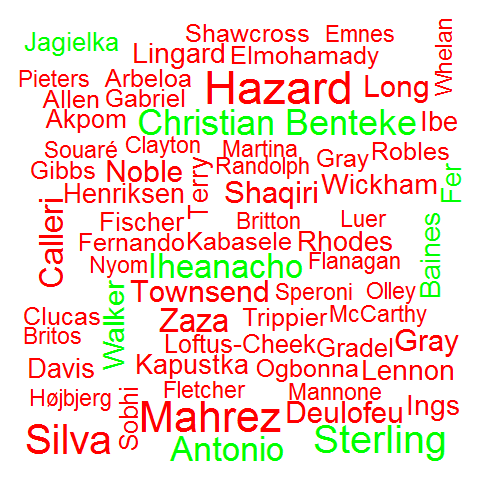 Shawcross Emnes
Jagielka Lingard Elmohamady Whelan
Pieters Arbeloa Hazard Long
Allen Gabriel
Akpom Christian Benteke Ibe
Souaré Clayton Martina Robles
Gibbs Noble Randolph Gray Fer
Henriksen Terry Shaqiri Wickham
Calleri Fischer Britton Luer
Fernando Kabasele Rhodes Baines
Nyom Iheanacho Flanagan
Walker Townsend Speroni Olley
Clucas Zaza Trippier McCarthy
Britos Loftus-Cheek Gradel Gray
Davis Kapustka Ogbonna Lennon
Højbjerg Fletcher Mannone
Sobhi Mahrez Deulofeu Ings
Silva Antonio Sterling